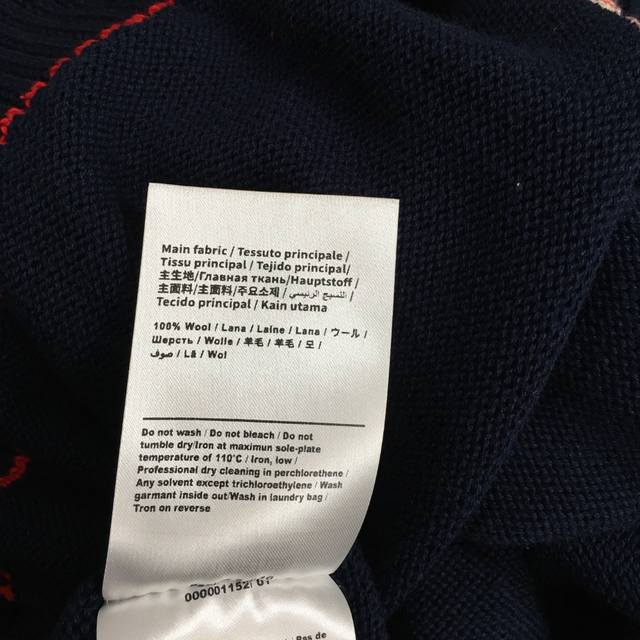 Main fabric / Tessuto principale /
Tissu principal / Tejido principal/
主生地/Главная ткань/Hauptstoff /
主面料/主面料/주요소재 / النسيج الرئيسي /
Tecido principal / Kain utama
100% Wool / Lana / Laine / Lana / ウール /
Шерсть / Wolle / 羊毛 / 羊毛 / 모 /
صوف / Lã / Wol
Do not wash / Do not bleach / Do not
tumble dry/Iron at maximun sole-plate
temperature of 110°C / Iron, low /
Professional dry cleaning in perchlorethene /
Any solvent except trichloroethylene / Wash
garmant inside out/Wash in laundry bag /
Tron on reverse
000001152/01
Pas de